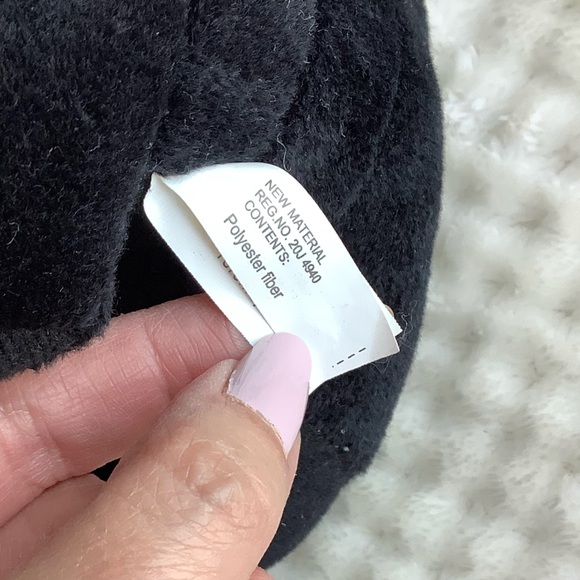 NEW MATERIAL
REG.NO.: 20J 4940
CONTENTS:
Polyester fiber